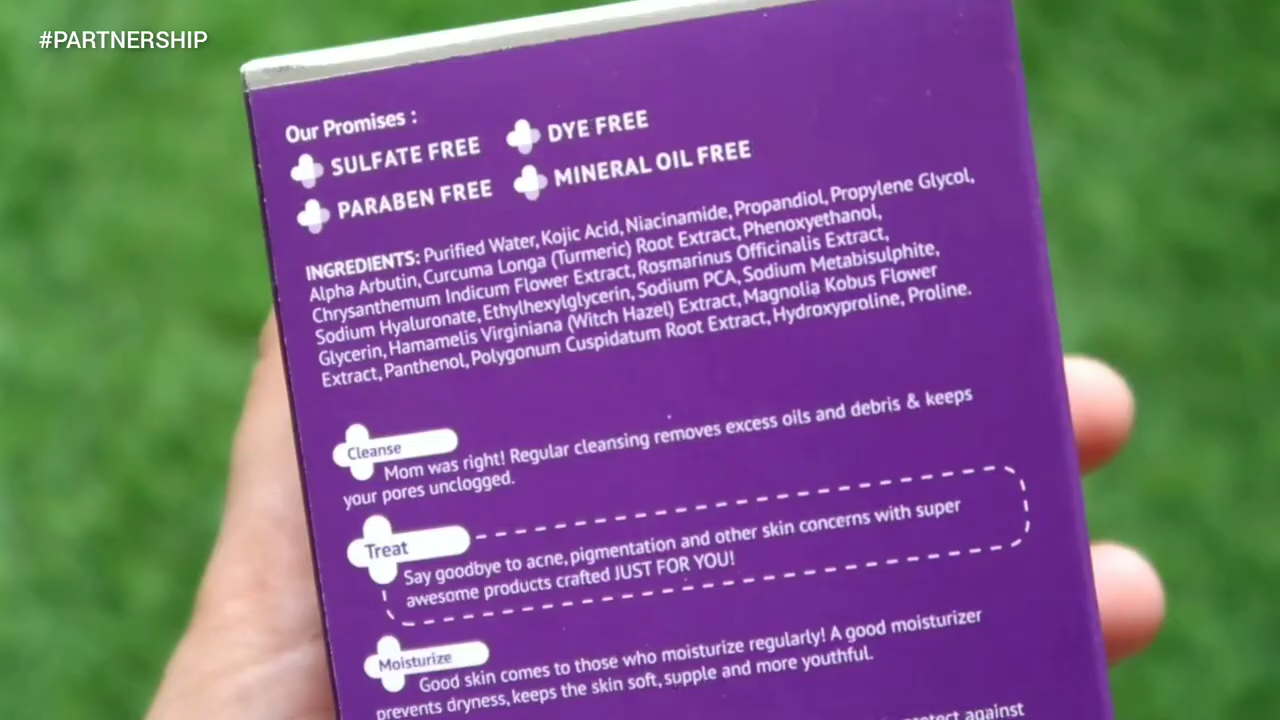 #PARTNERSHIP
Our Promises :
SULFATE FREE
DYE FREE
PARABEN FREE
MINERAL OIL FREE
INGREDIENTS: Purified Water, Kojic Acid, Niacinamide, Propandiol, Propylene Glycol,
Alpha Arbutin, Curcuma Longa (Turmeric) Root Extract, Phenoxyethanol,
Chrysanthemum Indicum Flower Extract, Rosmarinus Officinalis Extract,
Sodium Hyaluronate, Ethylhexylglycerin, Sodium PCA, Sodium Metabisulphite,
Glycerin, Hamamelis Virginiana (Witch Hazel) Extract, Magnolia Kobus Flower
Extract, Panthenol, Polygonum Cuspidatum Root Extract, Hydroxyproline, Proline.
Cleanse
Mom was right! Regular cleansing removes excess oils and debris & keeps
your pores unclogged.
Treat
Say goodbye to acne, pigmentation and other skin concerns with super
awesome products crafted JUST FOR YOU!
Moisturize
Good skin comes to those who moisturize regularly! A good moisturizer
prevents dryness, keeps the skin soft, supple and more youthful.
against